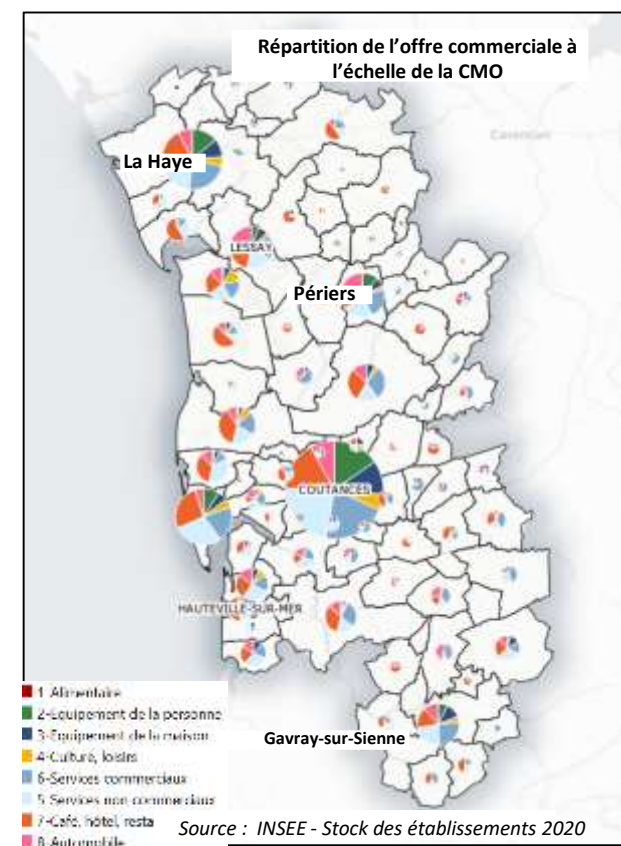 Répartition de l'offre commerciale à
l'échelle de la CMO
Carentan
La Haye
LESSAY
Périers
COUTANCES
HAUTEVILLE-SUR-MER
Gavray-sur-Sienne
1-Alimentaire
2-Equipement de la personne
3-Equipement de la maison
4-Culture, loisirs
6-Services commerciaux
5-Services non commerciaux
7-Café, hôtel, resta
8-Automobile
Source : INSEE - Stock des établissements 2020